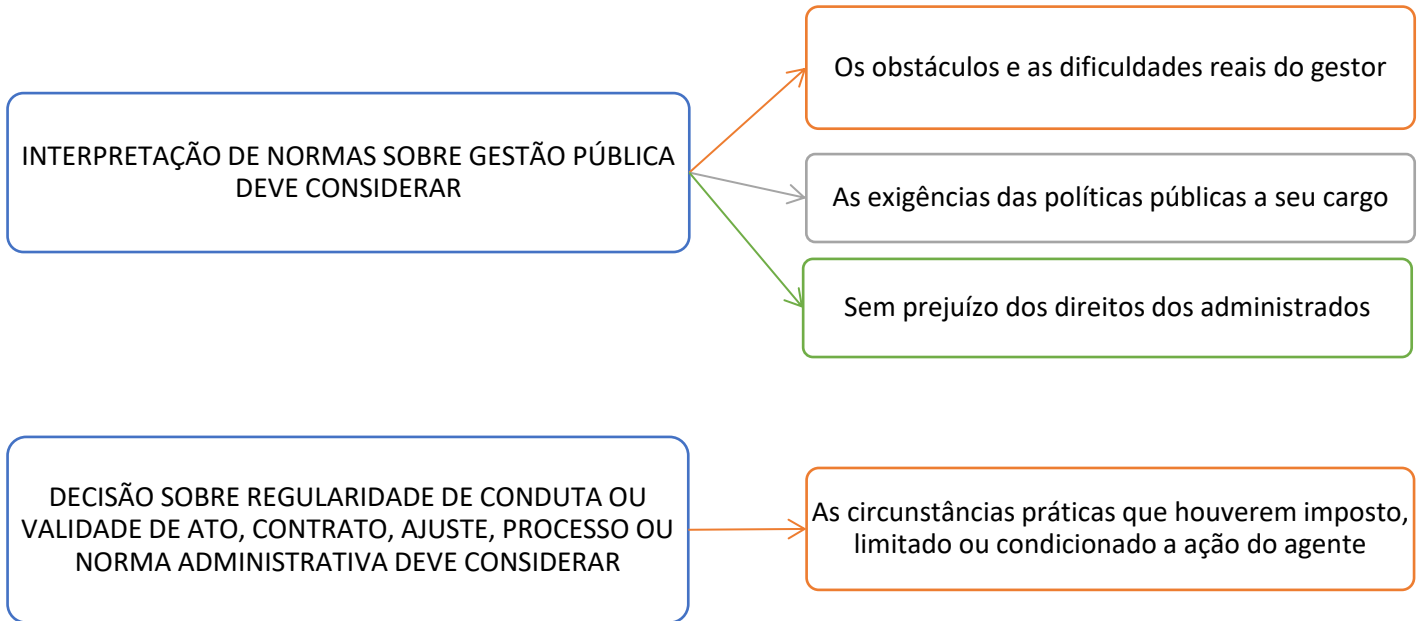 INTERPRETAÇÃO DE NORMAS SOBRE GESTÃO PÚBLICA
DEVE CONSIDERAR
Os obstáculos e as dificuldades reais do gestor
As exigências das políticas públicas a seu cargo
Sem prejuízo dos direitos dos administrados
DECISÃO SOBRE REGULARIDADE DE CONDUTA OU
VALIDADE DE ATO, CONTRATO, AJUSTE, PROCESSO OU
NORMA ADMINISTRATIVA DEVE CONSIDERAR
As circunstâncias práticas que houverem imposto,
limitado ou condicionado a ação do agente